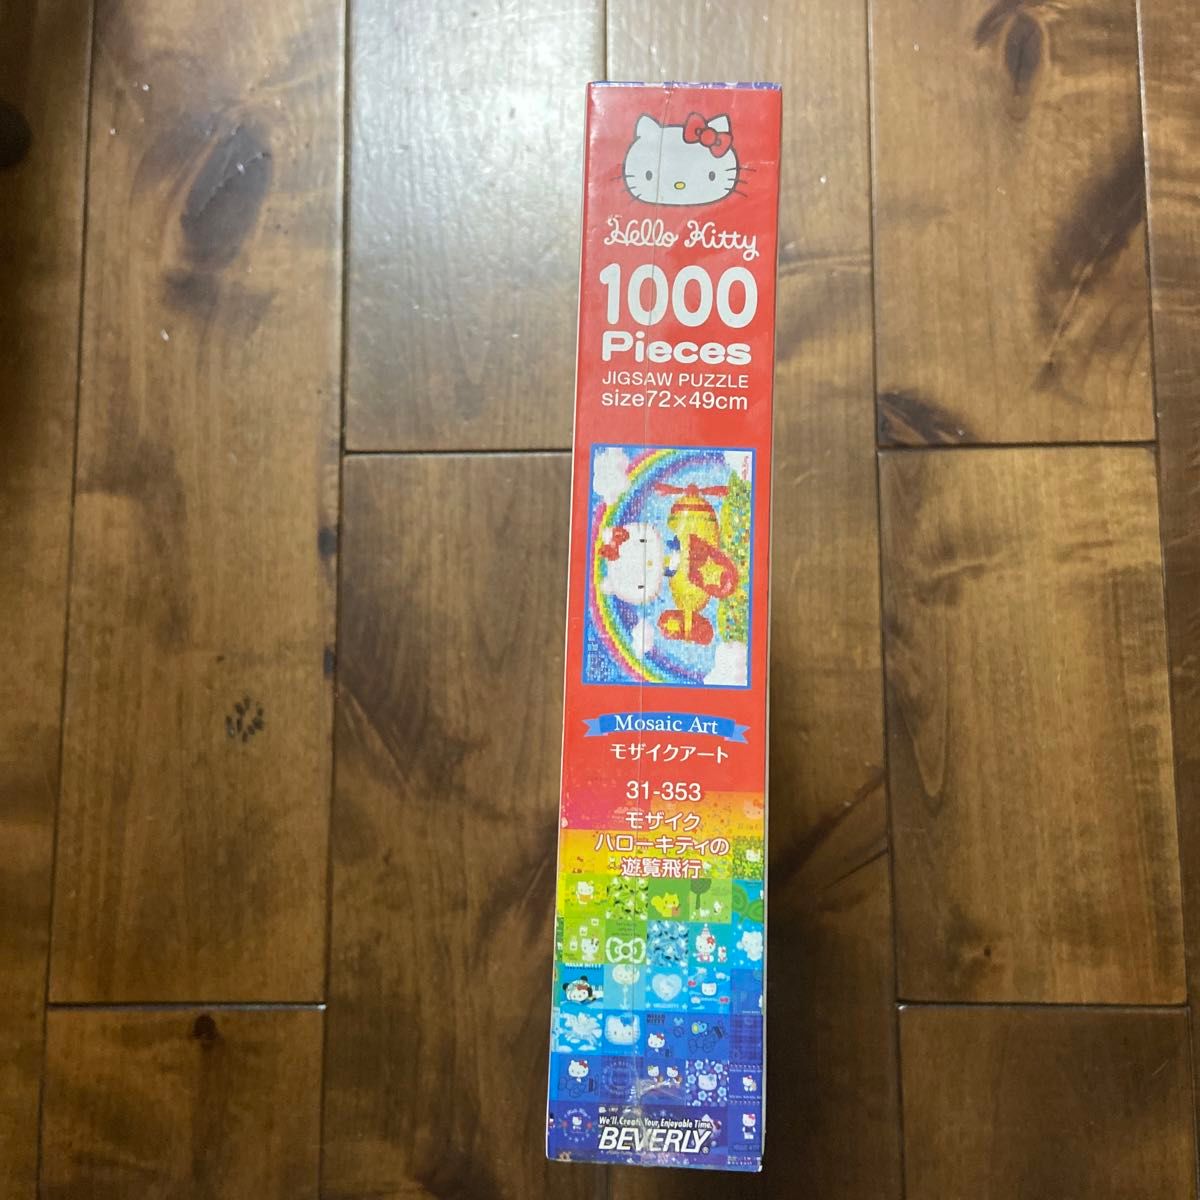 Hello Kitty
1000
Pieces
JIGSAW PUZZLE
size72×49cm
Mosaic Art
モザイクアート
31-353
モザイク
ハローキティの
遊覧飛行
HELLO KITTY
We'll Create Your Enjoyable Time.
BEVERLY®